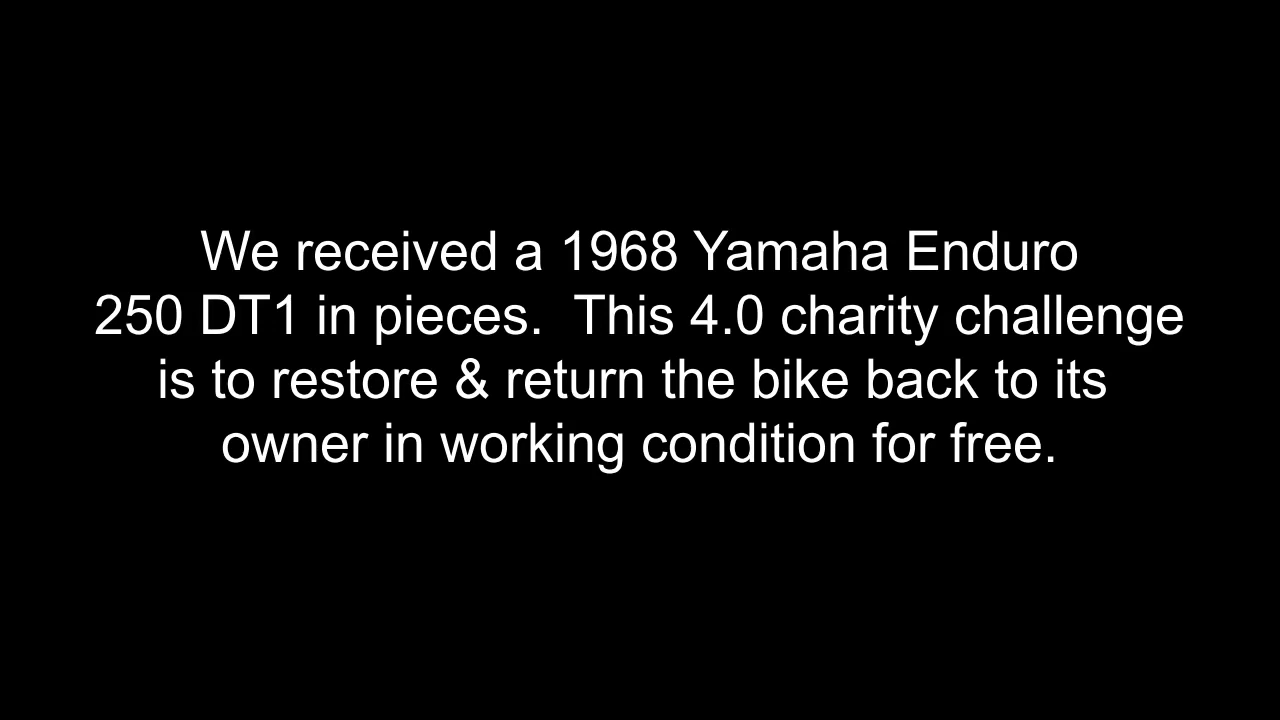 We received a 1968 Yamaha Enduro
250 DT1 in pieces.  This 4.0 charity challenge
is to restore & return the bike back to its
owner in working condition for free.